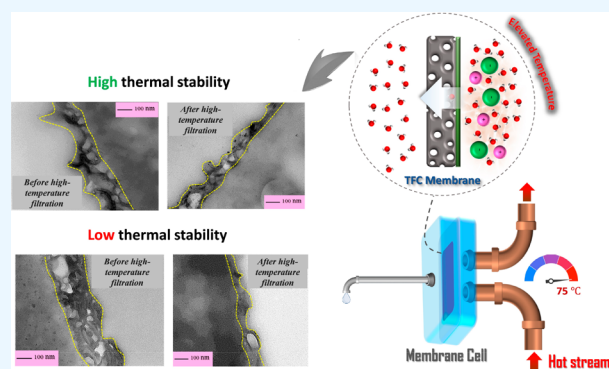 High thermal stability
100 nm
Before high-
temperature
filtration
After high-
temperature
filtration
100 nm
Low thermal stability
Before high-
temperature
filtration
100 nm
After high-
temperature
filtration
100 nm
Elevated Temperature
TFC Membrane
75 °C
Membrane Cell
Hot stream